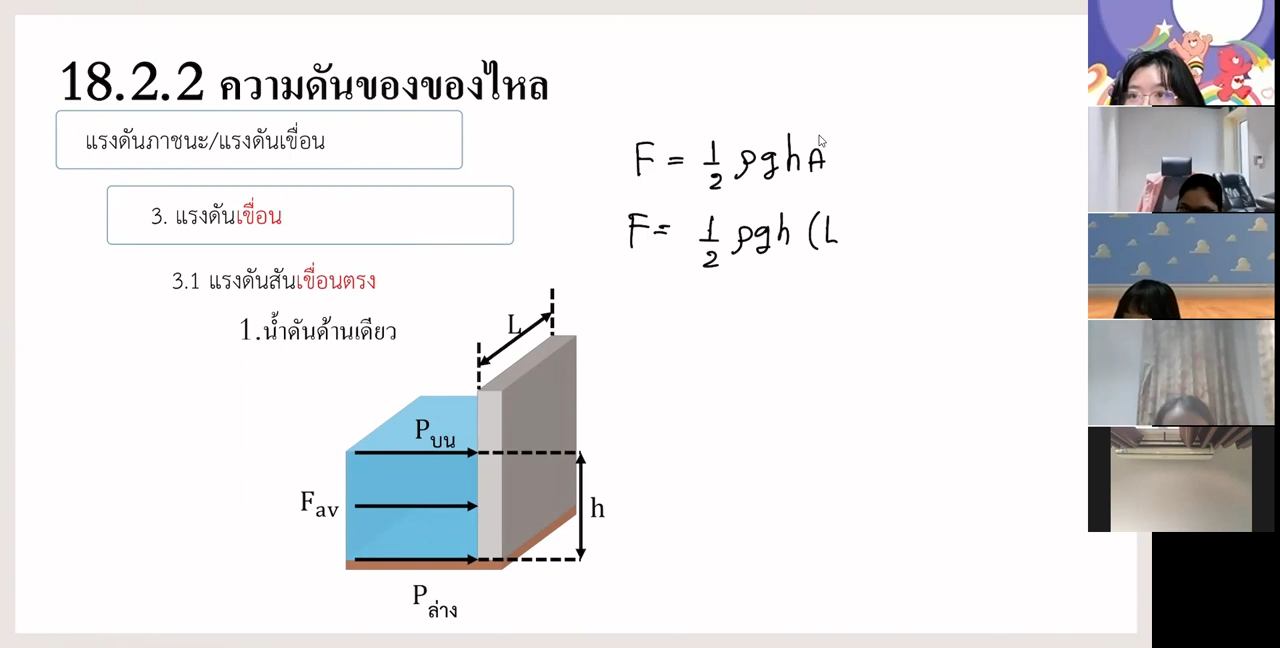 18.2.2 ความดันของของไหล
แรงดันภาชนะ/แรงดันเขื่อน
3. แรงดันเขื่อน
3.1 แรงดันสันเขื่อนตรง
1.น้ำดันด้านเดียว
F = 1/2 ρghA
F = 1/2 ρgh (L
L
Pบน
Fav
h
Pล่าง